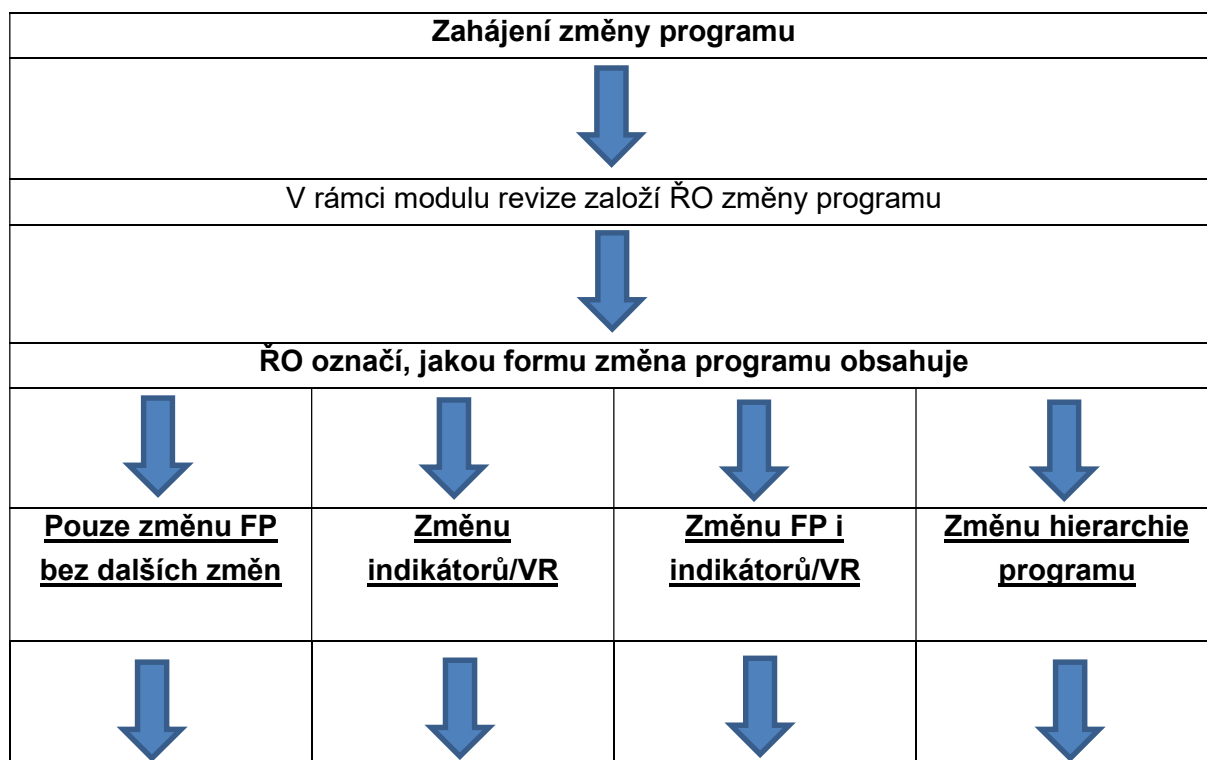 Zahájení změny programu
V rámci modulu revize založí ŘO změny programu
ŘO označí, jakou formu změna programu obsahuje
Pouze změnu FP
bez dalších změn
Změnu
indikátorů/VR
Změnu FP i
indikátorů/VR
Změnu hierarchie
programu